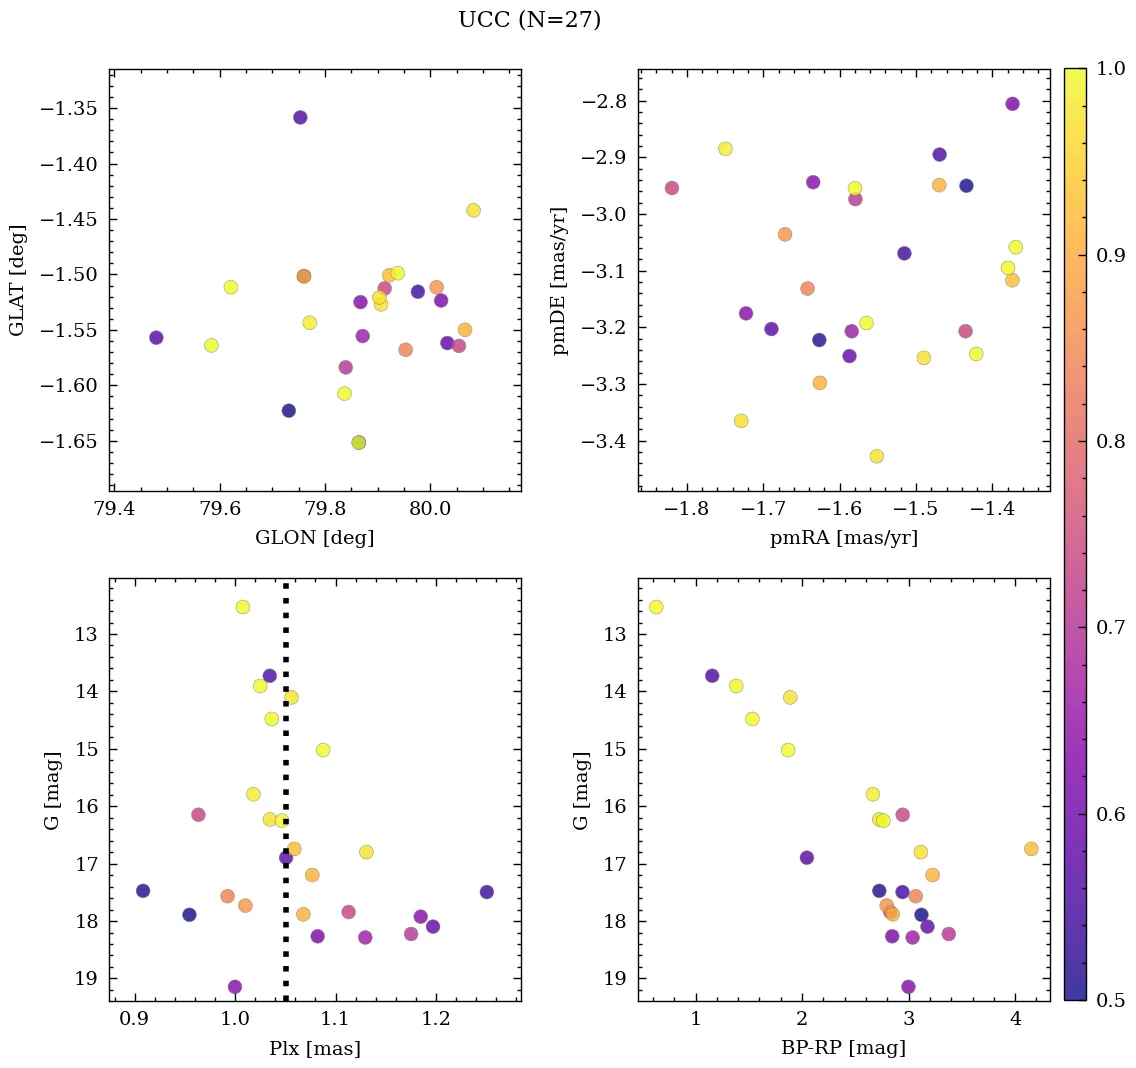 UCC (N=27)
−1.35
−1.40
−1.45
−1.50
−1.55
−1.60
−1.65
GLAT [deg]
79.4 79.6 79.8 80.0
GLON [deg]
−2.8
−2.9
−3.0
−3.1
−3.2
−3.3
−3.4
pmDE [mas/yr]
−1.8 −1.7 −1.6 −1.5 −1.4
pmRA [mas/yr]
13
14
15
16
17
18
19
G [mag]
0.9 1.0 1.1 1.2
Plx [mas]
13
14
15
16
17
18
19
G [mag]
1 2 3 4
BP-RP [mag]
1.0
0.9
0.8
0.7
0.6
0.5